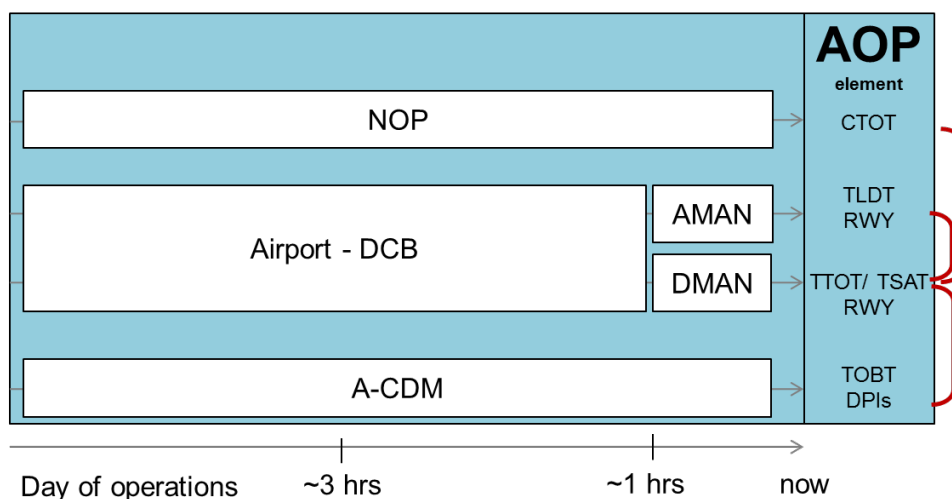 AOP
element
NOP
CTOT
Airport - DCB
AMAN
TLDT
RWY
DMAN
TTOT/ TSAT
RWY
A-CDM
TOBT
DPIs
Day of operations
~3 hrs
~1 hrs
now